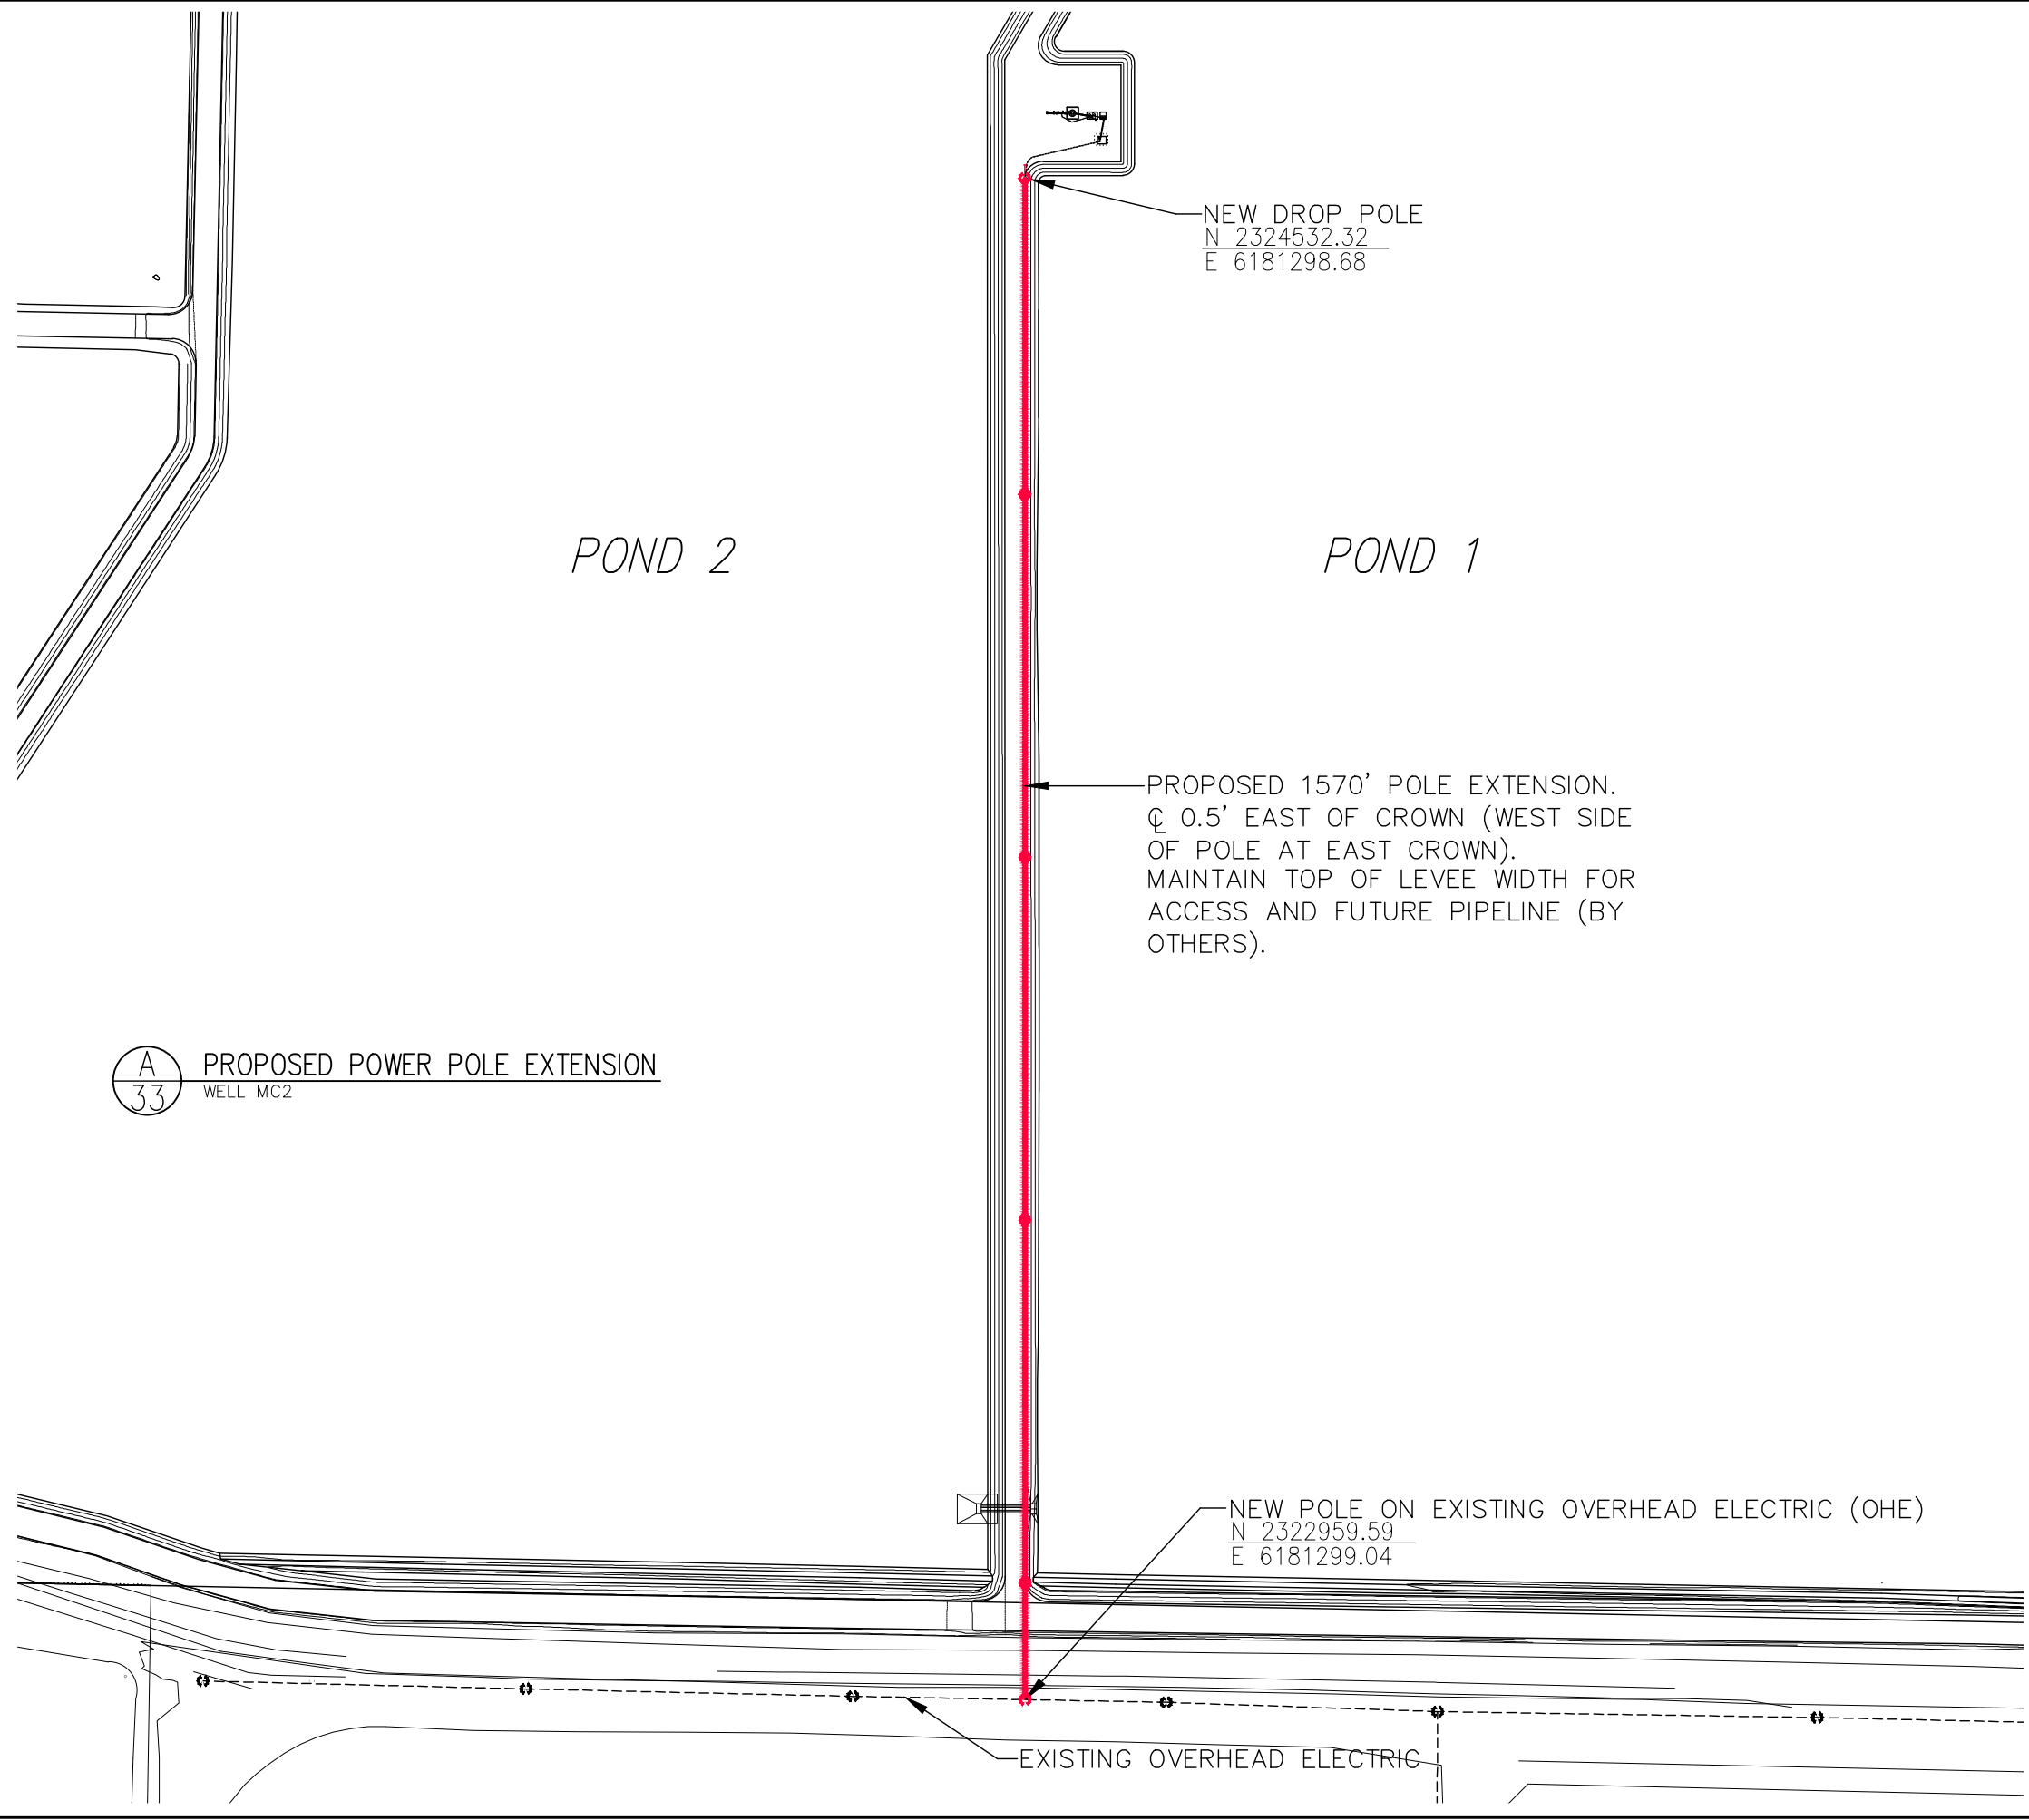 NEW DROP POLE
N 2324532.32
E 6181298.68
POND 2
POND 1
PROPOSED 1570' POLE EXTENSION.
℄ 0.5' EAST OF CROWN (WEST SIDE
OF POLE AT EAST CROWN).
MAINTAIN TOP OF LEVEE WIDTH FOR
ACCESS AND FUTURE PIPELINE (BY
OTHERS).
A
33
PROPOSED POWER POLE EXTENSION
WELL MC2
NEW POLE ON EXISTING OVERHEAD ELECTRIC (OHE)
N 2322959.59
E 6181299.04
EXISTING OVERHEAD ELECTRIC